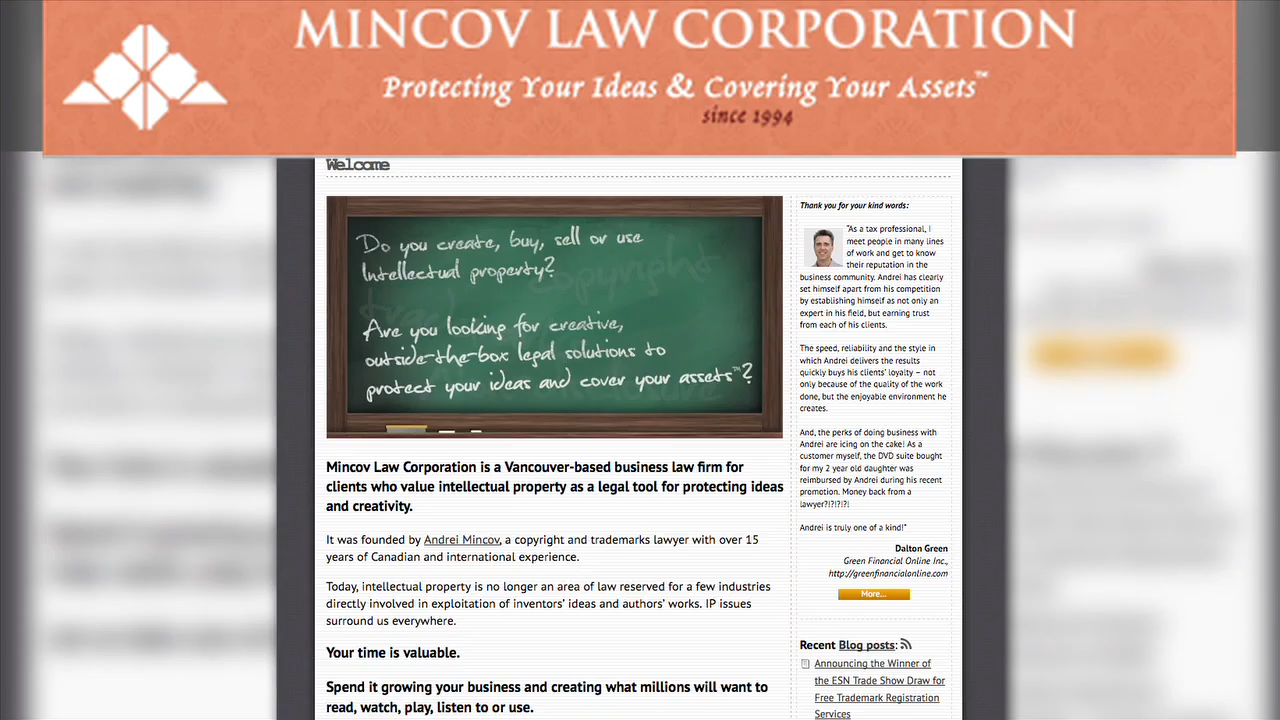 MINCOV LAW CORPORATION
Protecting Your Ideas & Covering Your Assets™
since 1994
Welcome
Do you create, buy, sell or use
Intellectual property?
Are you looking for creative,
outside-the-box legal solutions to
protect your ideas and cover your assets™?
Mincov Law Corporation is a Vancouver-based business law firm for
clients who value intellectual property as a legal tool for protecting ideas
and creativity.
It was founded by Andrei Mincov, a copyright and trademarks lawyer with over 15
years of Canadian and international experience.
Today, intellectual property is no longer an area of law reserved for a few industries
directly involved in exploitation of inventors' ideas and authors' works. IP issues
surround us everywhere.
Your time is valuable.
Spend it growing your business and creating what millions will want to
read, watch, play, listen to or use.
Thank you for your kind words:
"As a tax professional, I
meet people in many lines
of work and get to know
their reputation in the
business community. Andrei has clearly
set himself apart from his competition
by establishing himself as not only an
expert in his field, but earning trust
from each of his clients.
The speed, reliability and the style in
which Andrei delivers the results
quickly buys his clients' loyalty – not
only because of the quality of the work
done, but the enjoyable environment he
creates.
And, the perks of doing business with
Andrei are icing on the cake! As a
customer myself, the DVD suite bought
for my 2 year old daughter was
reimbursed by Andrei during his recent
promotion. Money back from a
lawyer?!?!?!?!
Andrei is truly one of a kind!"
Dalton Green
Green Financial Online Inc.,
http://greenfinancialonline.com
More...
Recent Blog posts:
Announcing the Winner of
the ESN Trade Show Draw for
Free Trademark Registration
Services